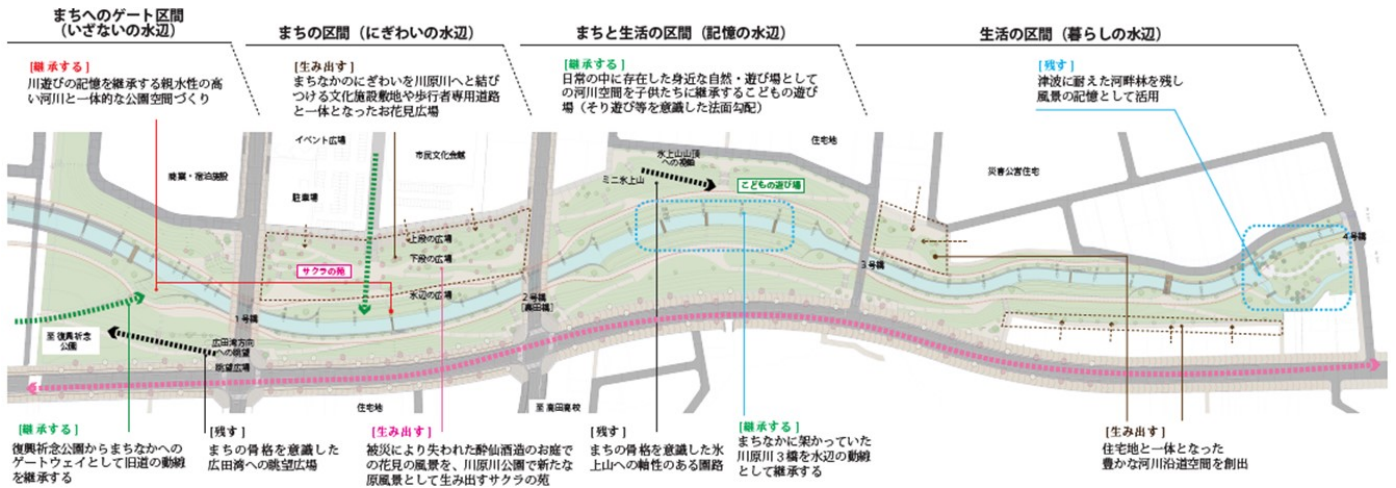 まちへのゲート区間
（いざないの水辺）
まちの区間（にぎわいの水辺）
まちと生活の区間（記憶の水辺）
生活の区間（暮らしの水辺）
[継承する]
川遊びの記憶を継承する親水性の高
い河川と一体的な公園空間づくり
[生み出す]
まちなかのにぎわいを川原川へと結び
つける文化施設敷地や歩行者専用道路
と一体となったお花見広場
[継承する]
日常の中に存在した身近な自然・遊び場として
の河川空間を子供たちに継承するこどもの遊び
場（そり遊び等を意識した法面勾配）
[残す]
津波に耐えた河畔林を残し
風景の記憶として活用
イベント広場
市民文化会館
商業・宿泊施設
駐車場
氷上山山頂
への視軸
ミニ氷上山
こどもの遊び場
住宅地
災害公営住宅
上段の広場
下段の広場
サクラの苑
水辺の広場
1号橋
2号橋
[高田橋]
3号橋
4号橋
至 復興祈念
公園
広田湾方向
への眺望
眺望広場
住宅地
至 高田高校
[継承する]
復興祈念公園からまちなかへの
ゲートウェイとして旧道の動線
を継承する
[残す]
まちの骨格を意識した
広田湾への眺望広場
[生み出す]
被災により失われた酔仙酒造のお庭で
の花見の風景を、川原川公園で新たな
原風景として生み出すサクラの苑
[残す]
まちの骨格を意識した氷
上山への軸性のある園路
[継承する]
まちなかに架かっていた
川原川3橋を水辺の動線
として継承する
[生み出す]
住宅地と一体となった
豊かな河川沿道空間を創出